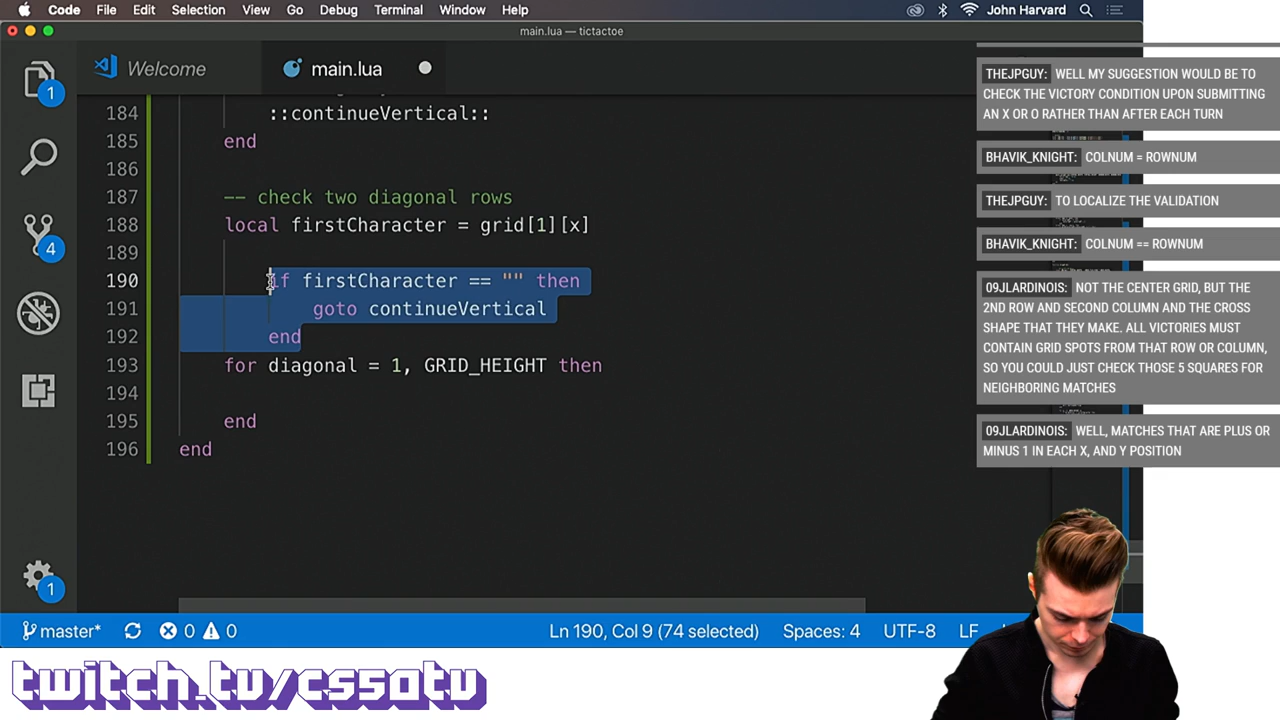 Code File Edit Selection View Go Debug Terminal Window Help John Harvard
main.lua — tictactoe
Welcome main.lua
184 ::continueVertical::
185 end
186
187 -- check two diagonal rows
188 local firstCharacter = grid[1][x]
189
190 if firstCharacter == "" then
191 goto continueVertical
192 end
193 for diagonal = 1, GRID_HEIGHT then
194
195 end
196 end
1
4
1
THEJPGUY: WELL MY SUGGESTION WOULD BE TO
CHECK THE VICTORY CONDITION UPON SUBMITTING
AN X OR O RATHER THAN AFTER EACH TURN
BHAVIK_KNIGHT: COLNUM = ROWNUM
THEJPGUY: TO LOCALIZE THE VALIDATION
BHAVIK_KNIGHT: COLNUM == ROWNUM
09JLARDINOIS: NOT THE CENTER GRID, BUT THE
2ND ROW AND SECOND COLUMN AND THE CROSS
SHAPE THAT THEY MAKE. ALL VICTORIES MUST
CONTAIN GRID SPOTS FROM THAT ROW OR COLUMN,
SO YOU COULD JUST CHECK THOSE 5 SQUARES FOR
NEIGHBORING MATCHES
09JLARDINOIS: WELL, MATCHES THAT ARE PLUS OR
MINUS 1 IN EACH X, AND Y POSITION
master* 0 0 Ln 190, Col 9 (74 selected) Spaces: 4 UTF-8 LF
twitch.tv/cs50tv